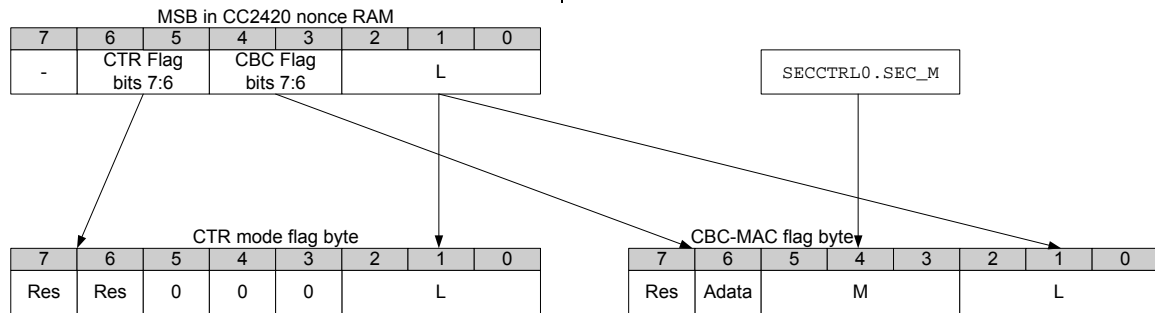 MSB in CC2420 nonce RAM
7 6 5 4 3 2 1 0
- CTR Flag bits 7:6 CBC Flag bits 7:6 L
SECCTRL0.SEC_M
CTR mode flag byte
7 6 5 4 3 2 1 0
Res Res 0 0 0 L
CBC-MAC flag byte
7 6 5 4 3 2 1 0
Res Adata M L